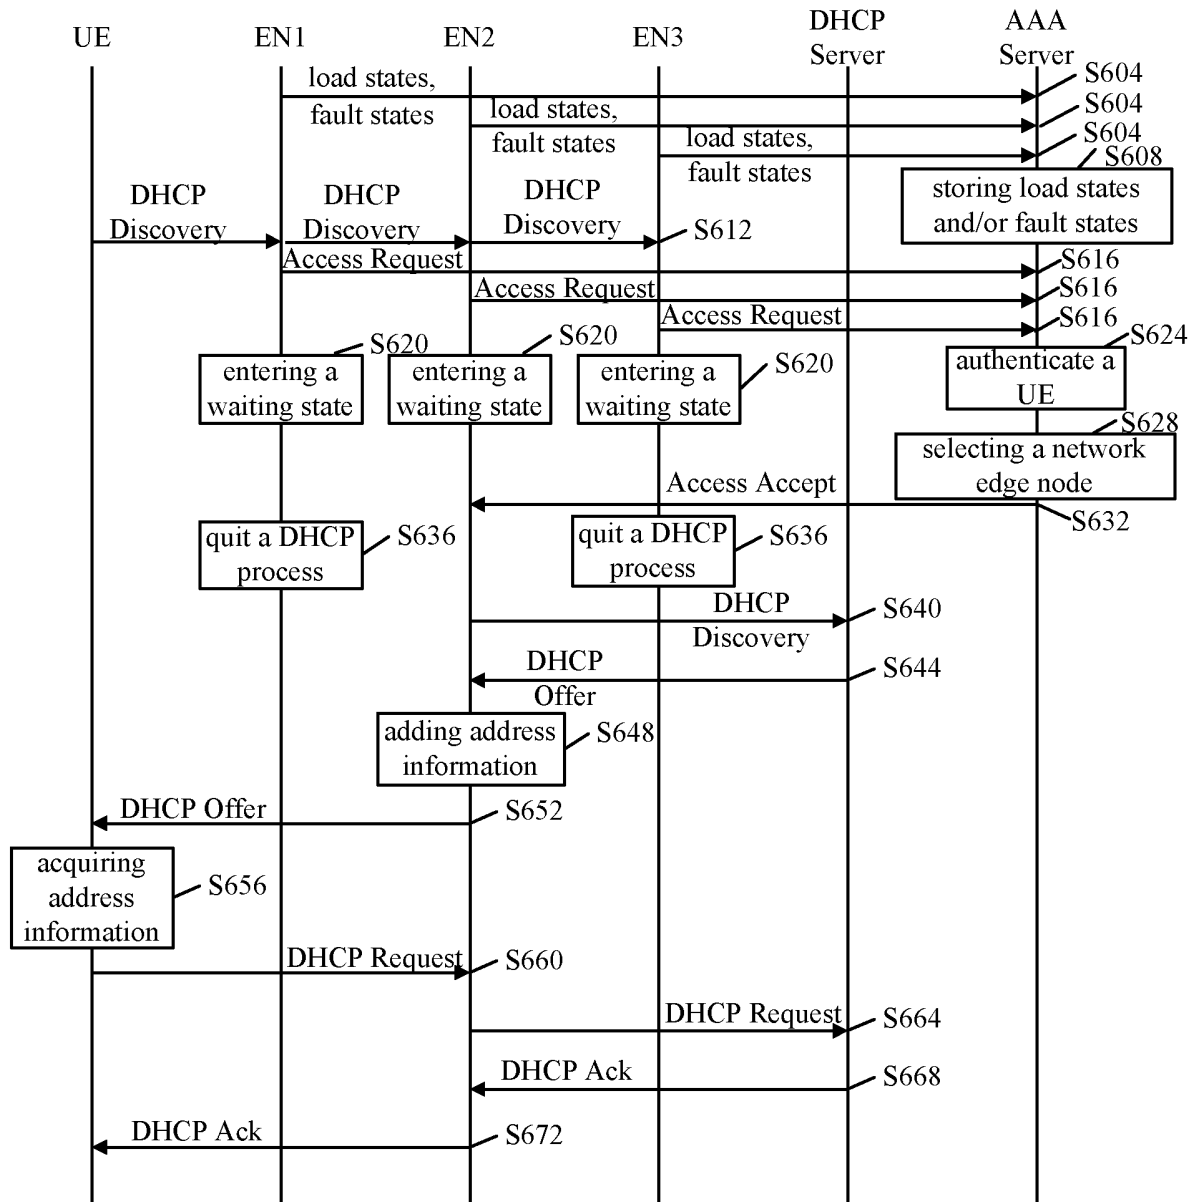 UE
EN1
EN2
EN3
DHCP
Server
AAA
Server
load states,
fault states
S604
load states,
fault states
S604
load states,
fault states
S604
S608
storing load states
and/or fault states
DHCP
Discovery
DHCP
Discovery
DHCP
Discovery
S612
Access Request
S616
Access Request
S616
Access Request
S616
S620
entering a
waiting state
S620
entering a
waiting state
S620
entering a
waiting state
S624
authenticate a
UE
S628
selecting a network
edge node
Access Accept
S632
quit a DHCP
process
S636
quit a DHCP
process
S636
DHCP
Discovery
S640
DHCP
Offer
S644
adding address
information
S648
DHCP Offer
S652
acquiring
address
information
S656
DHCP Request
S660
DHCP Request
S664
DHCP Ack
S668
DHCP Ack
S672